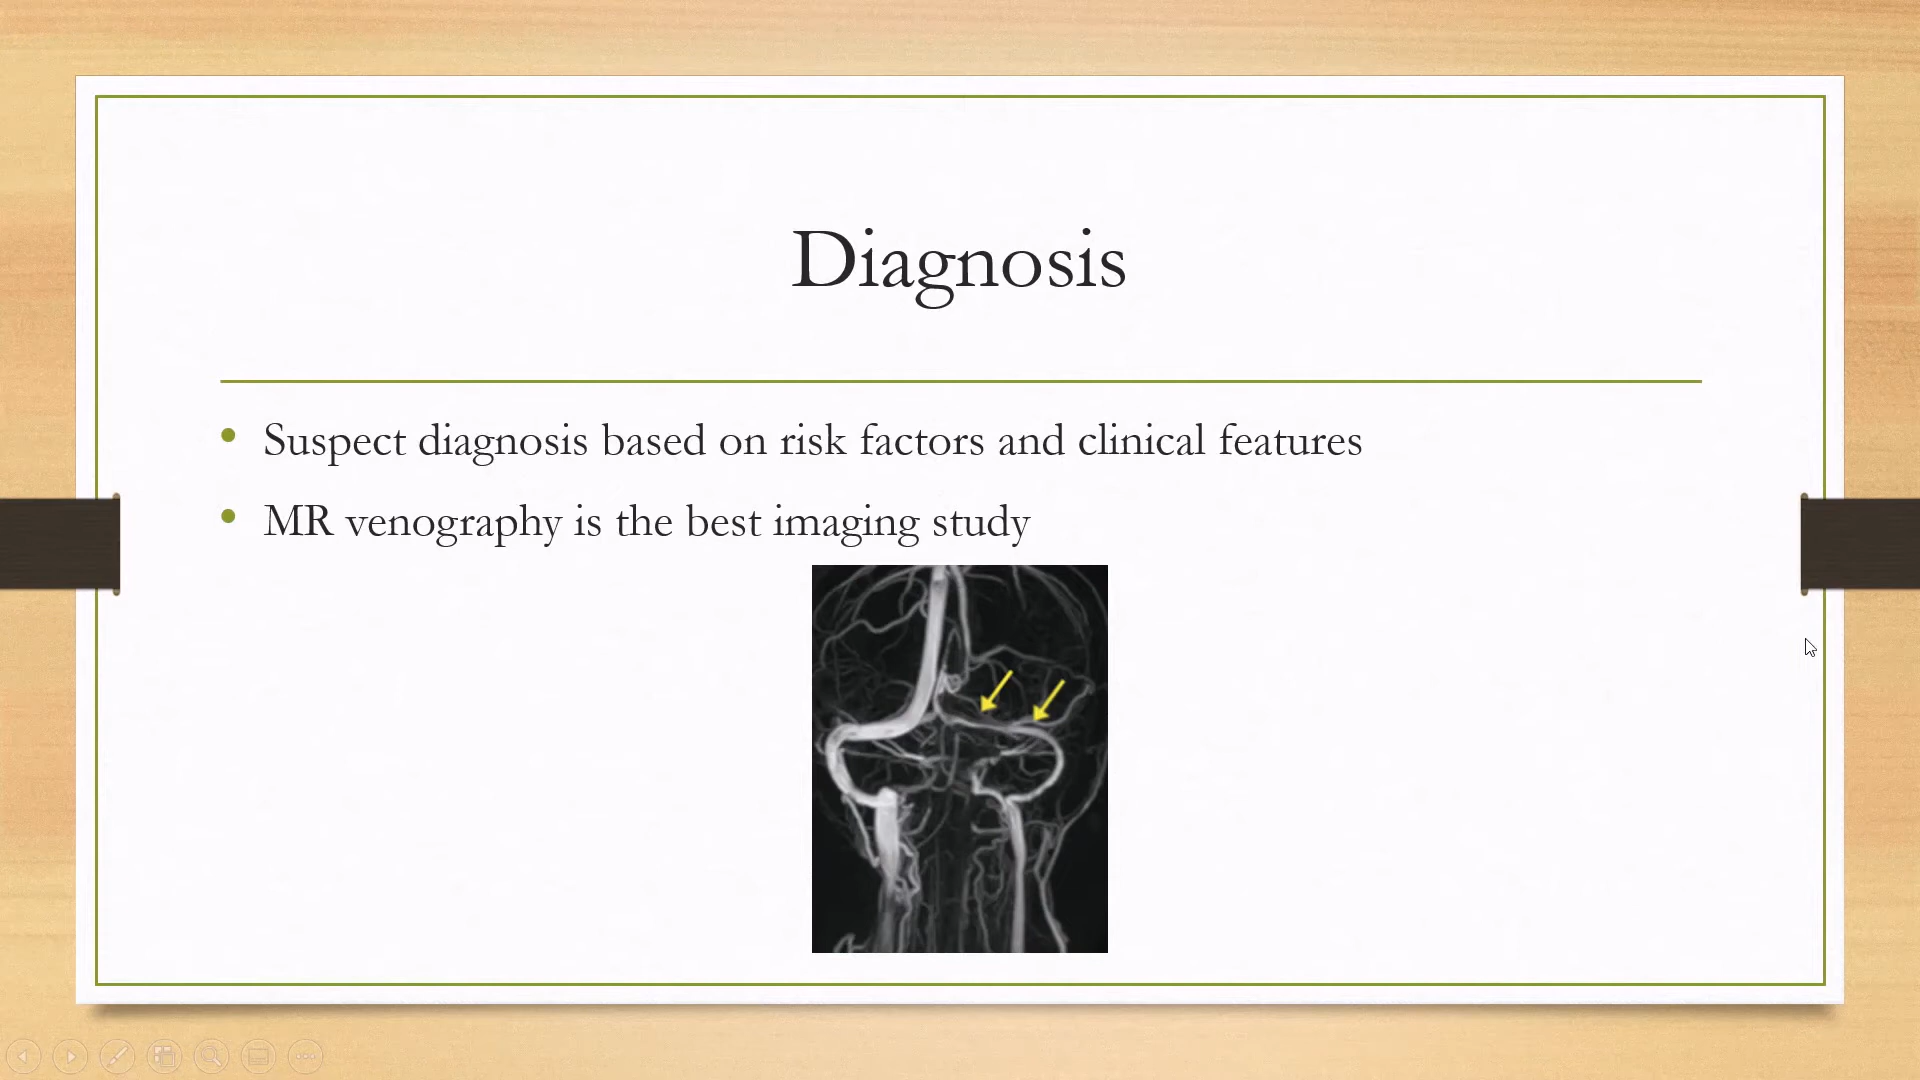 Diagnosis
Suspect diagnosis based on risk factors and clinical features
MR venography is the best imaging study